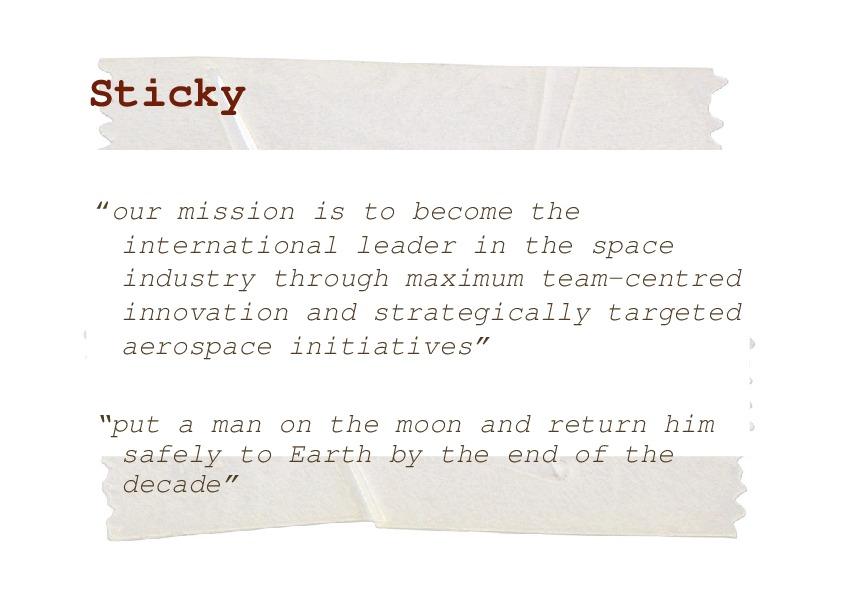 Sticky
“our mission is to become the
international leader in the space
industry through maximum team-centred
innovation and strategically targeted
aerospace initiatives”
“put a man on the moon and return him
safely to Earth by the end of the
decade”